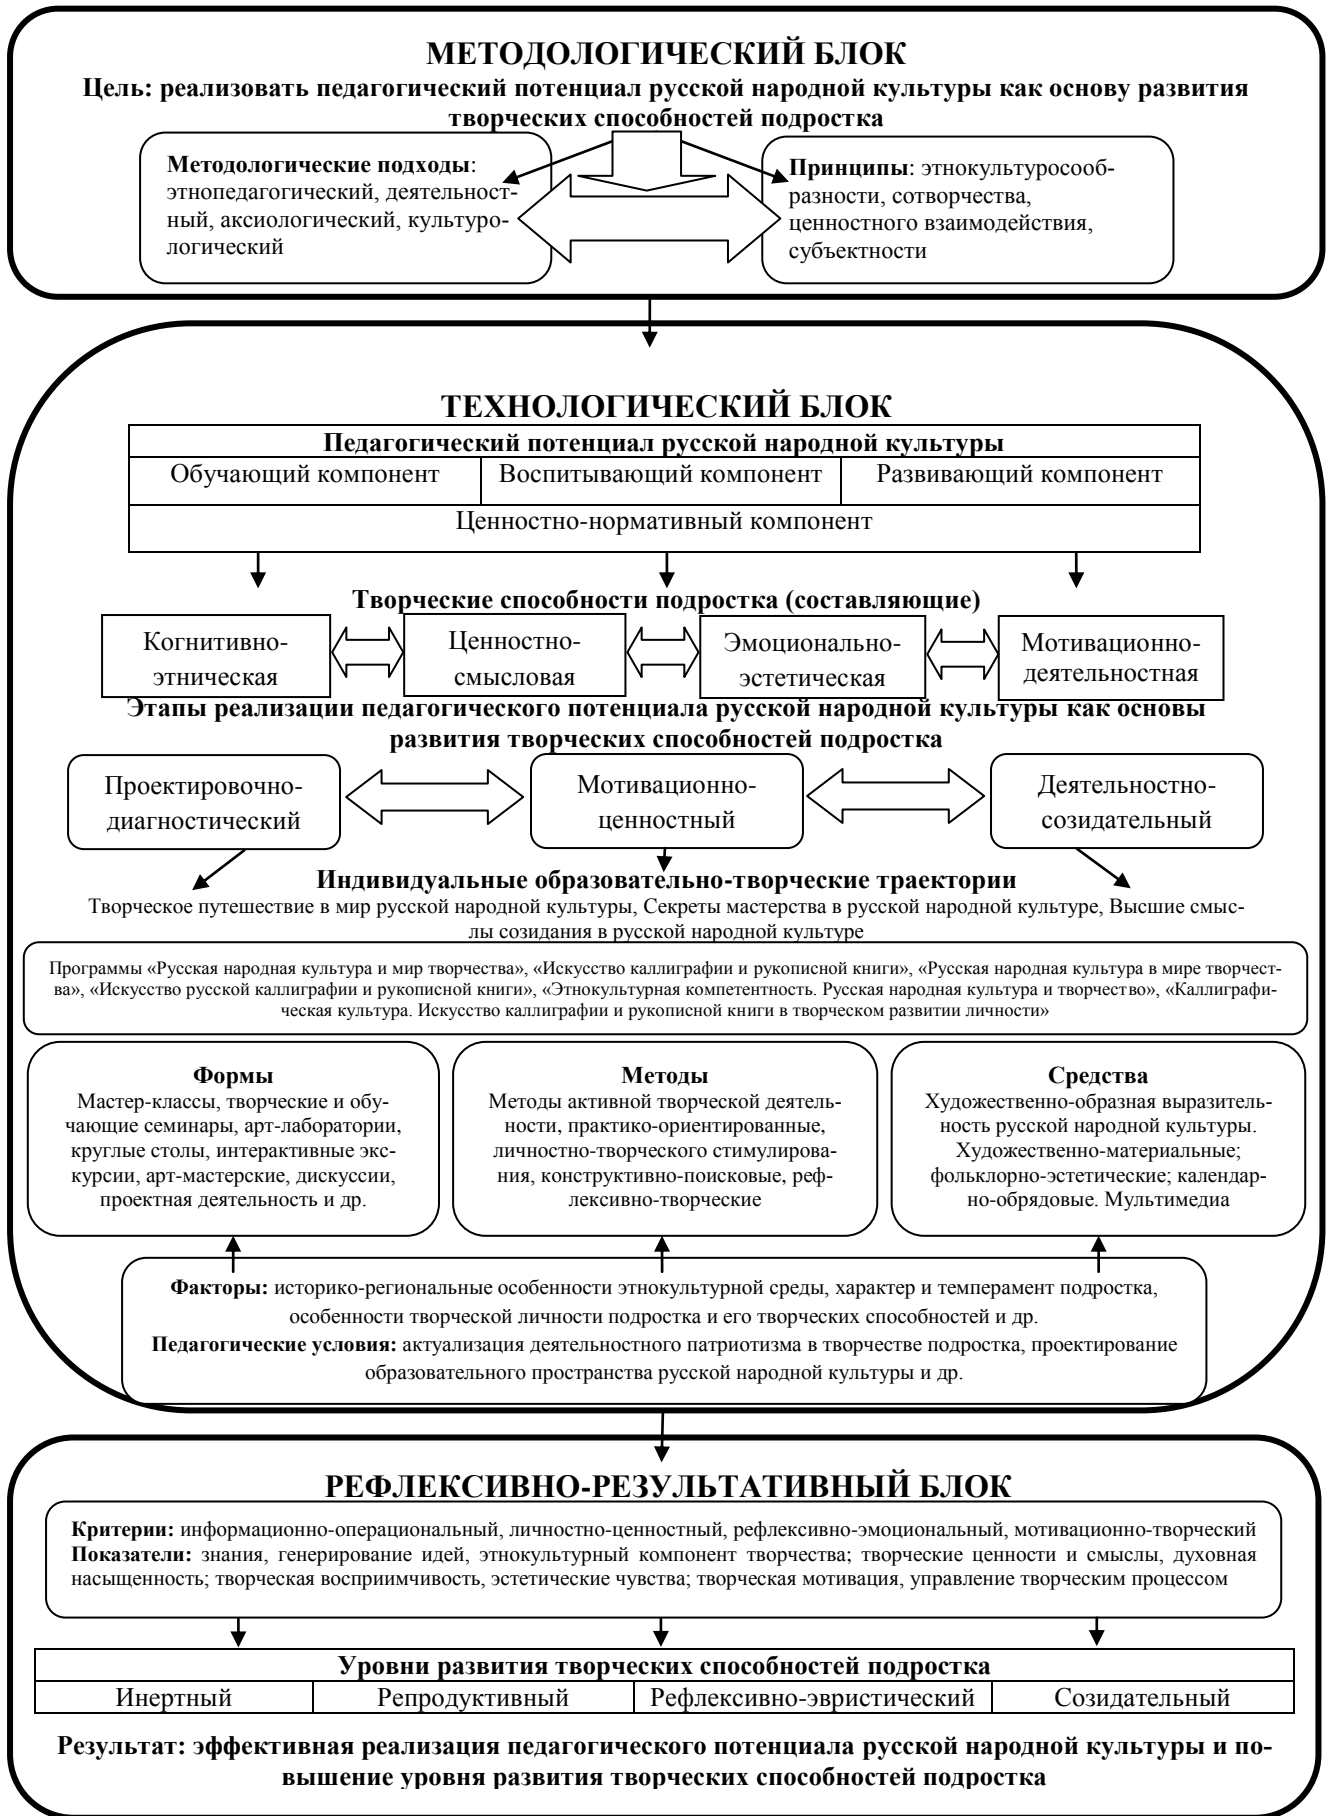 МЕТОДОЛОГИЧЕСКИЙ БЛОК
Цель: реализовать педагогический потенциал русской народной культуры как основу развития
творческих способностей подростка
Методологические подходы:
этнопедагогический, деятельност-
ный, аксиологический, культуро-
логический
Принципы: этнокультуросооб-
разности, сотворчества,
ценностного взаимодействия,
субъектности
ТЕХНОЛОГИЧЕСКИЙ БЛОК
Педагогический потенциал русской народной культуры
Обучающий компонент
Воспитывающий компонент
Развивающий компонент
Ценностно-нормативный компонент
Творческие способности подростка (составляющие)
Когнитивно-
этническая
Ценностно-
смысловая
Эмоционально-
эстетическая
Мотивационно-
деятельностная
Этапы реализации педагогического потенциала русской народной культуры как основы
развития творческих способностей подростка
Проектировочно-
диагностический
Мотивационно-
ценностный
Деятельностно-
созидательный
Индивидуальные образовательно-творческие траектории
Творческое путешествие в мир русской народной культуры, Секреты мастерства в русской народной культуре, Высшие смыс-
лы созидания в русской народной культуре
Программы «Русская народная культура и мир творчества», «Искусство каллиграфии и рукописной книги», «Русская народная культура в мире творчест-
ва», «Искусство русской каллиграфии и рукописной книги», «Этнокультурная компетентность. Русская народная культура и творчество», «Каллиграфи-
ческая культура. Искусство каллиграфии и рукописной книги в творческом развитии личности»
Формы
Мастер-классы, творческие и обу-
чающие семинары, арт-лаборатории,
круглые столы, интерактивные экс-
курсии, арт-мастерские, дискуссии,
проектная деятельность и др.
Методы
Методы активной творческой деятель-
ности, практико-ориентированные,
личностно-творческого стимулирова-
ния, конструктивно-поисковые, реф-
лексивно-творческие
Средства
Художественно-образная выразитель-
ность русской народной культуры.
Художественно-материальные;
фольклорно-эстетические; календар-
но-обрядовые. Мультимедиа
Факторы: историко-региональные особенности этнокультурной среды, характер и темперамент подростка,
особенности творческой личности подростка и его творческих способностей и др.
Педагогические условия: актуализация деятельностного патриотизма в творчестве подростка, проектирование
образовательного пространства русской народной культуры и др.
РЕФЛЕКСИВНО-РЕЗУЛЬТАТИВНЫЙ БЛОК
Критерии: информационно-операциональный, личностно-ценностный, рефлексивно-эмоциональный, мотивационно-творческий
Показатели: знания, генерирование идей, этнокультурный компонент творчества; творческие ценности и смыслы, духовная
насыщенность; творческая восприимчивость, эстетические чувства; творческая мотивация, управление творческим процессом
Уровни развития творческих способностей подростка
Инертный
Репродуктивный
Рефлексивно-эвристический
Созидательный
Результат: эффективная реализация педагогического потенциала русской народной культуры и по-
вышение уровня развития творческих способностей подростка